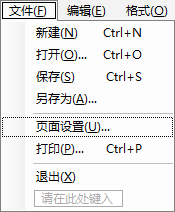 文件(F) 编辑(E) 格式(O)
新建(N) Ctrl+N
打开(O)... Ctrl+O
保存(S) Ctrl+S
另存为(A)...
页面设置(U)...
打印(P)... Ctrl+P
退出(X)
请在此处键入